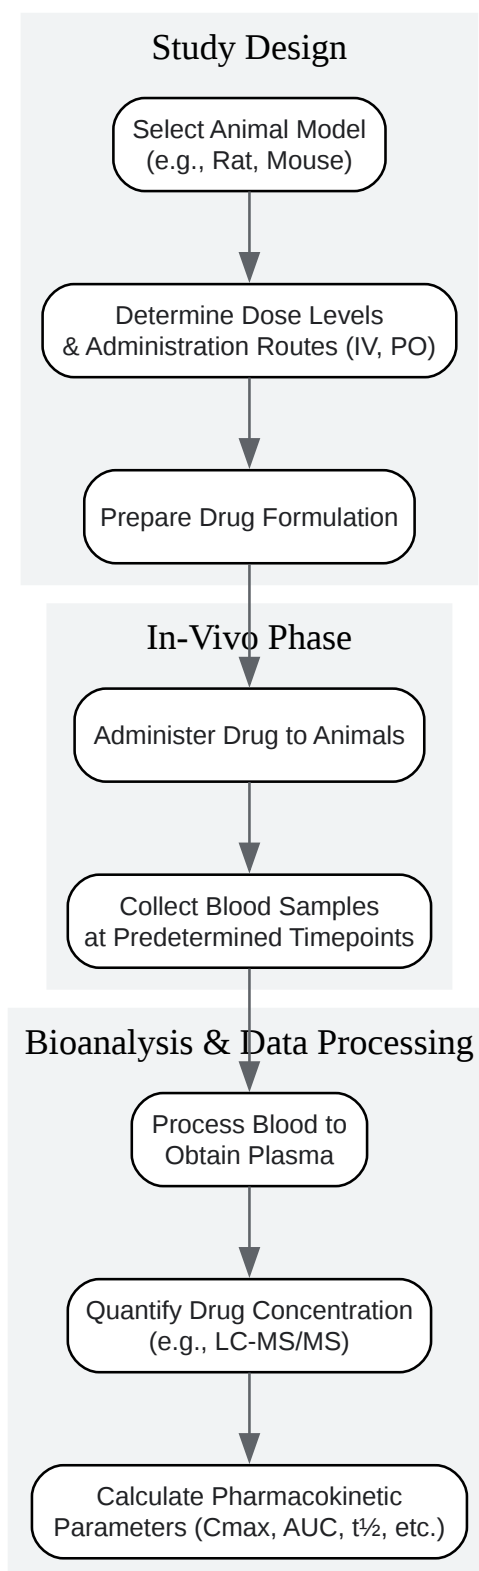 Study Design
Select Animal Model
(e.g., Rat, Mouse)
Determine Dose Levels
& Administration Routes (IV, PO)
Prepare Drug Formulation
In-Vivo Phase
Administer Drug to Animals
Collect Blood Samples
at Predetermined Timepoints
Bioanalysis & Data Processing
Process Blood to
Obtain Plasma
Quantify Drug Concentration
(e.g., LC-MS/MS)
Calculate Pharmacokinetic
Parameters (Cmax, AUC, t½, etc.)